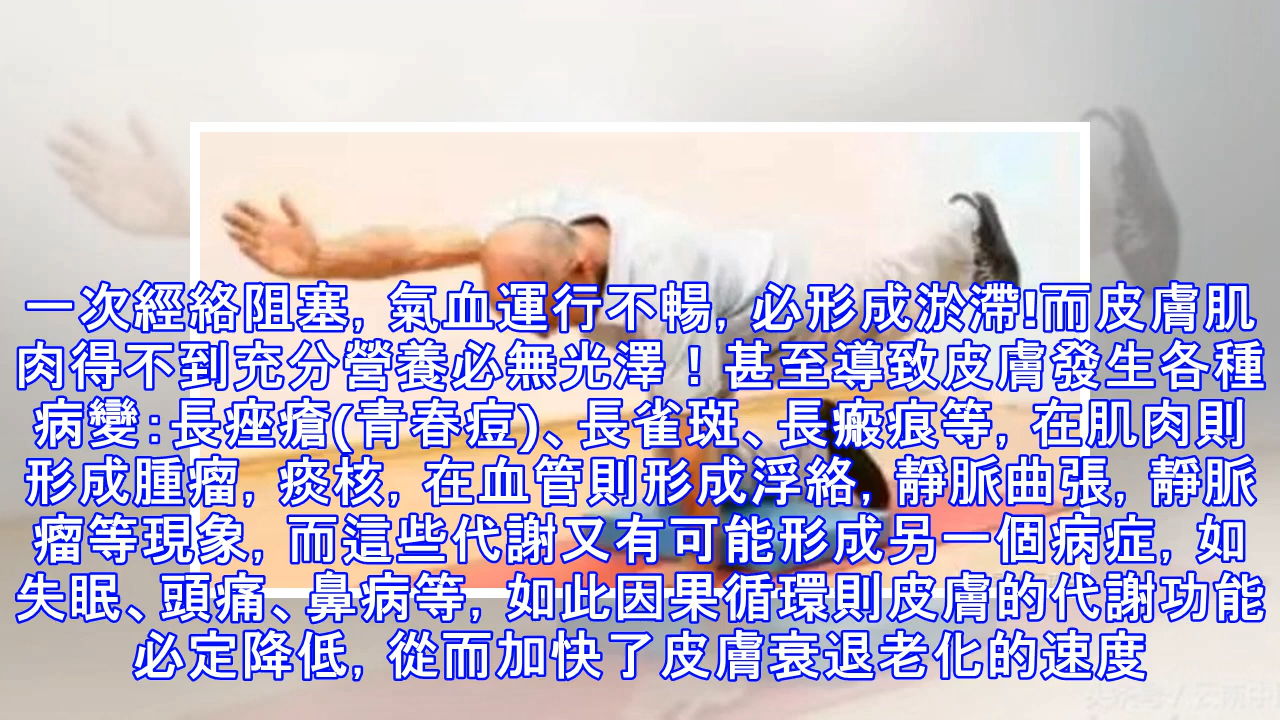 一次經絡阻塞, 氣血運行不暢, 必形成淤滯!而皮膚肌
肉得不到充分營養必無光澤！甚至導致皮膚發生各種
病變:長痤瘡(青春痘)、長雀斑、長瘢痕等, 在肌肉則
形成腫瘤, 痰核, 在血管則形成浮絡, 靜脈曲張, 靜脈
瘤等現象, 而這些代謝又有可能形成另一個病症, 如
失眠、頭痛、鼻病等, 如此因果循環則皮膚的代謝功能
必定降低, 從而加快了皮膚衰退老化的速度